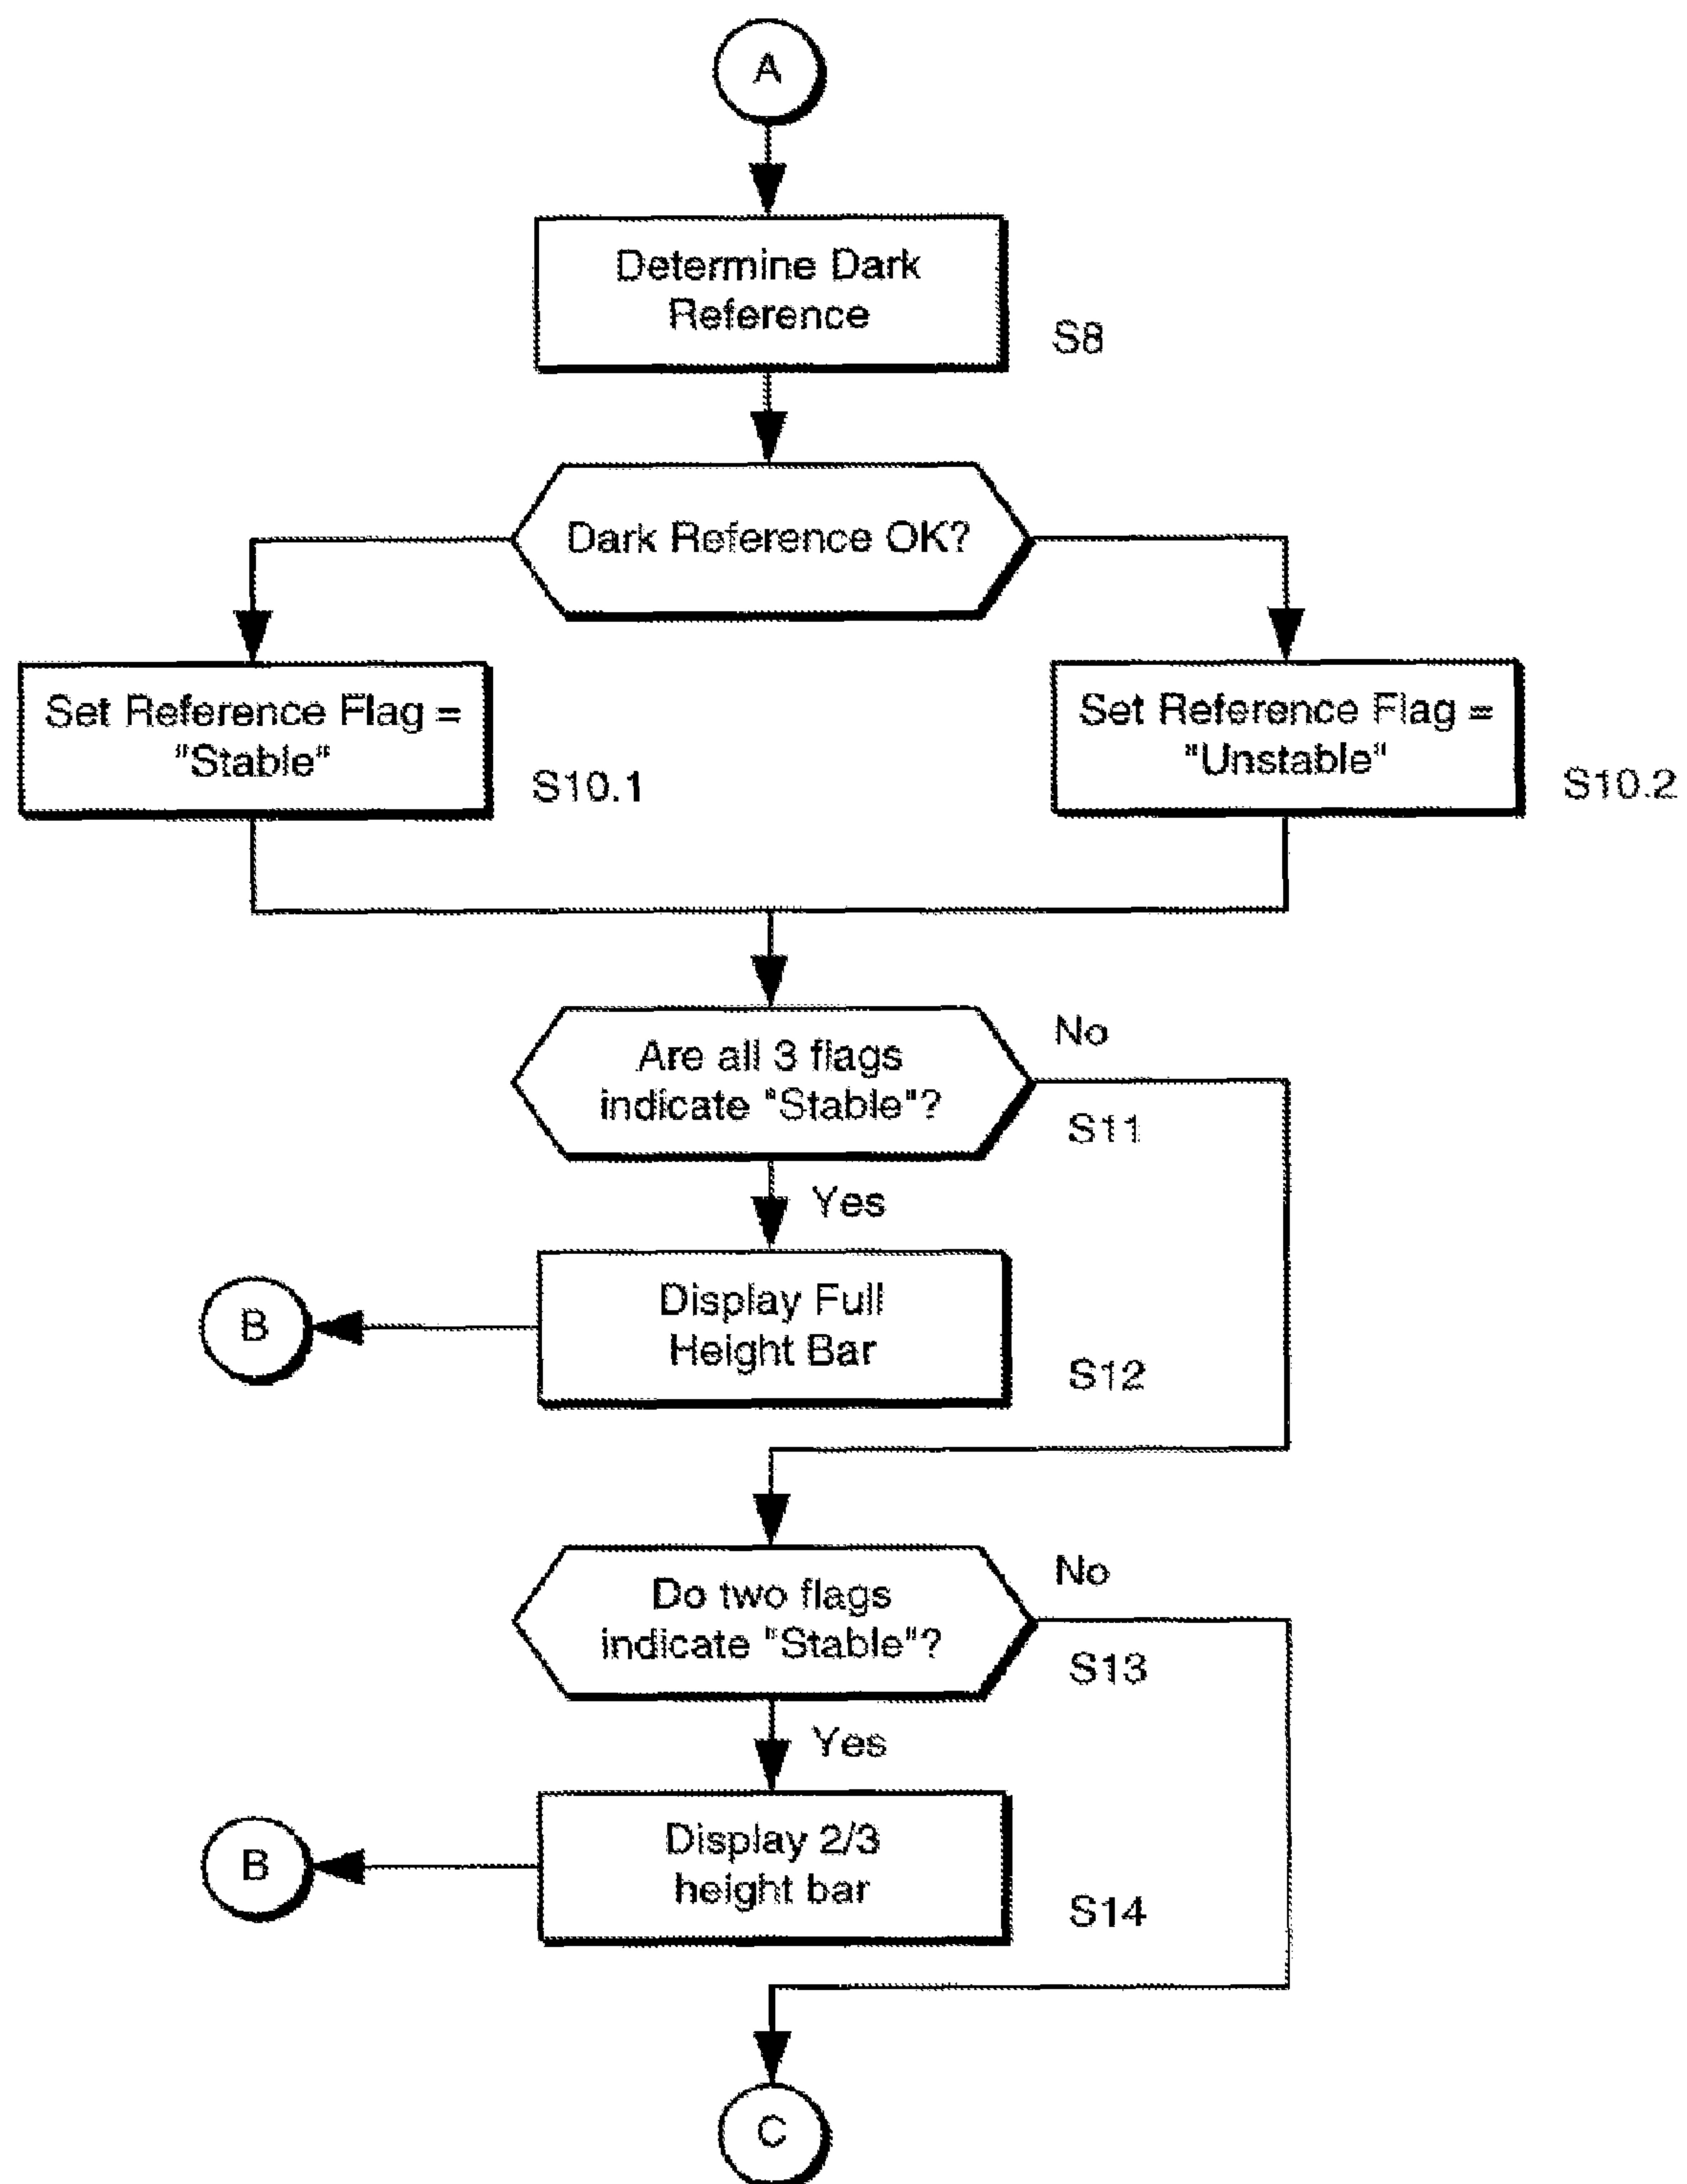 A
Determine Dark
Reference
S8
Dark Reference OK?
Set Reference Flag =
"Stable"
S10.1
Set Reference Flag =
"Unstable"
S10.2
Are all 3 flags
indicate "Stable"?
No
S11
Yes
Display Full
Height Bar
S12
B
Do two flags
indicate "Stable"?
No
S13
Yes
Display 2/3
height bar
S14
B
C